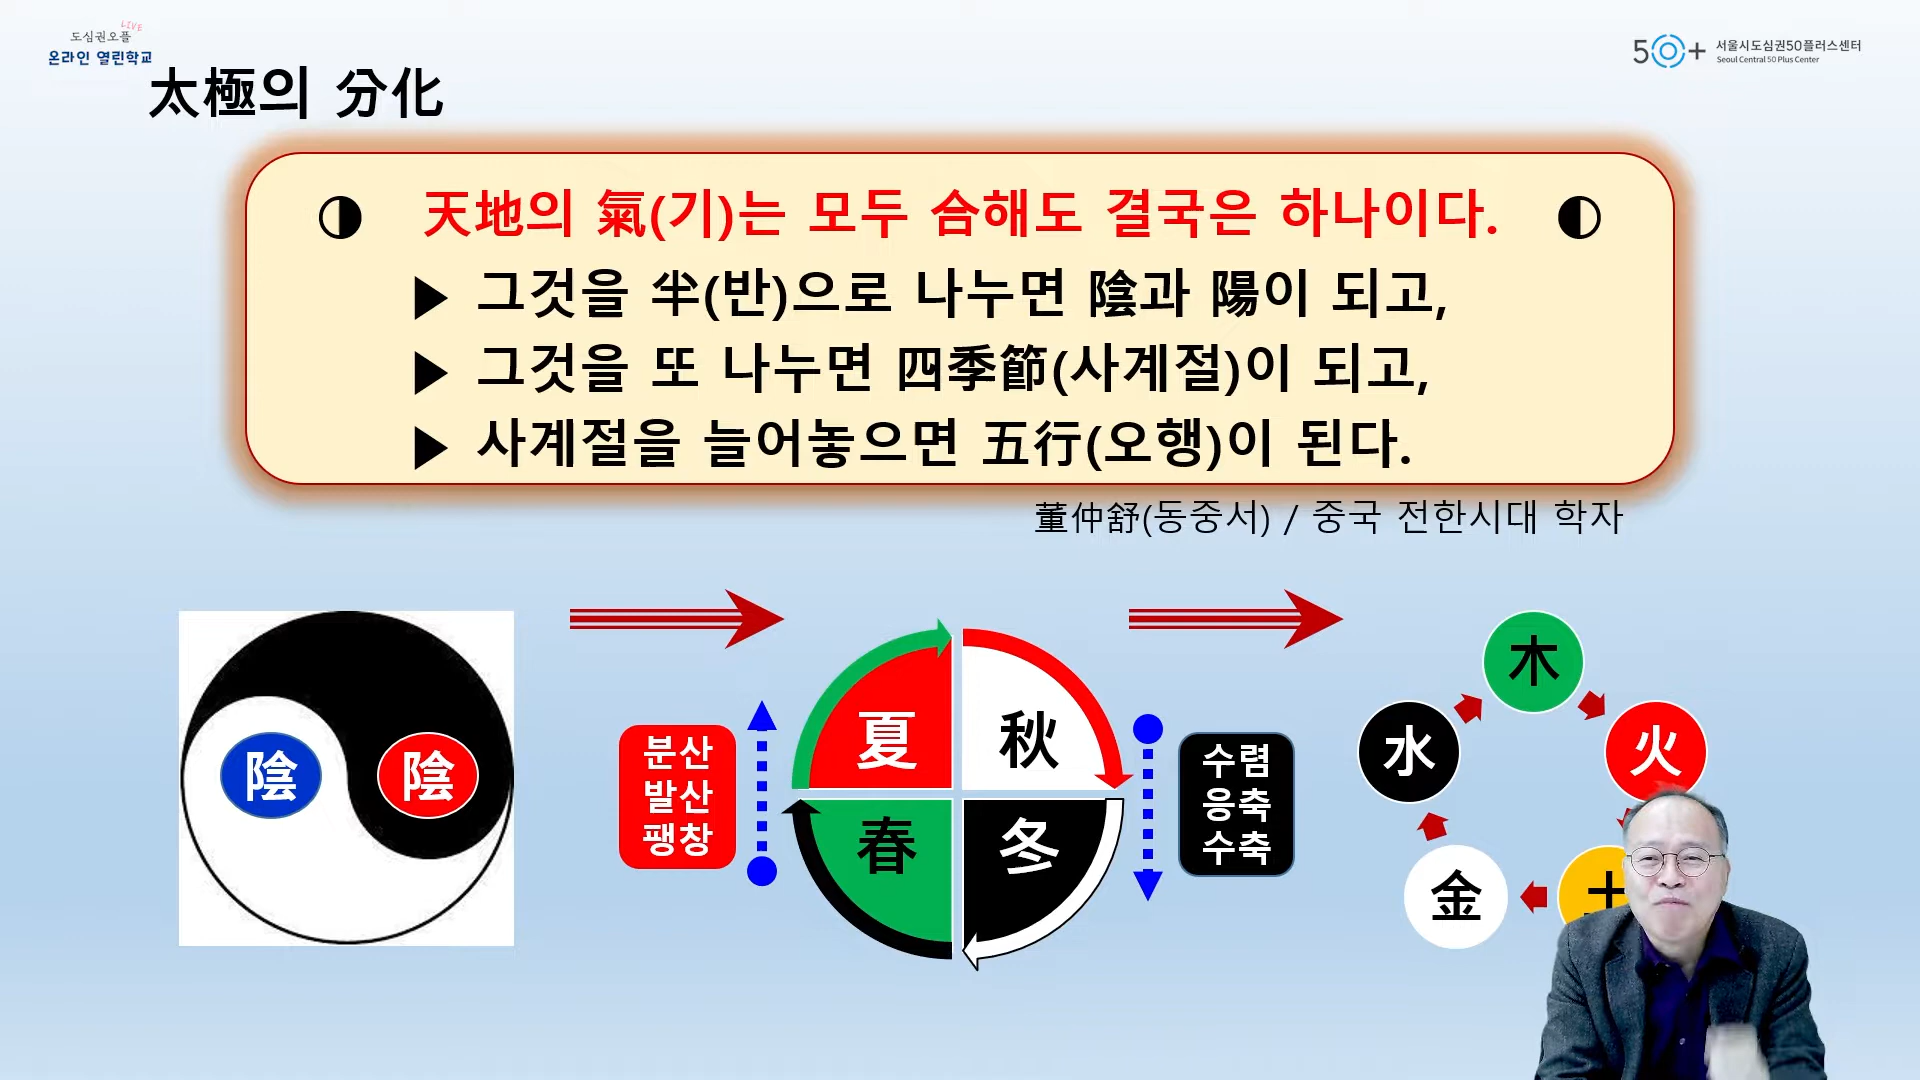 LIVE
도심권오플
온라인 열린학교
50+ 서울시도심권50플러스센터
Seoul Central 50 Plus Center
太極의 分化
天地의 氣(기)는 모두 슴해도 결국은 하나이다.
▶ 그것을 半(반)으로 나누면 陰과 陽이 되고,
▶ 그것을 또 나누면 四季節(사계절)이 되고,
▶ 사계절을 늘어놓으면 五行(오행)이 된다.
董仲舒(동중서) / 중국 전한시대 학자
陰 陰
분산
발산
팽창
夏 秋
春 冬
수렴
응축
수축
木
水 火
金 土